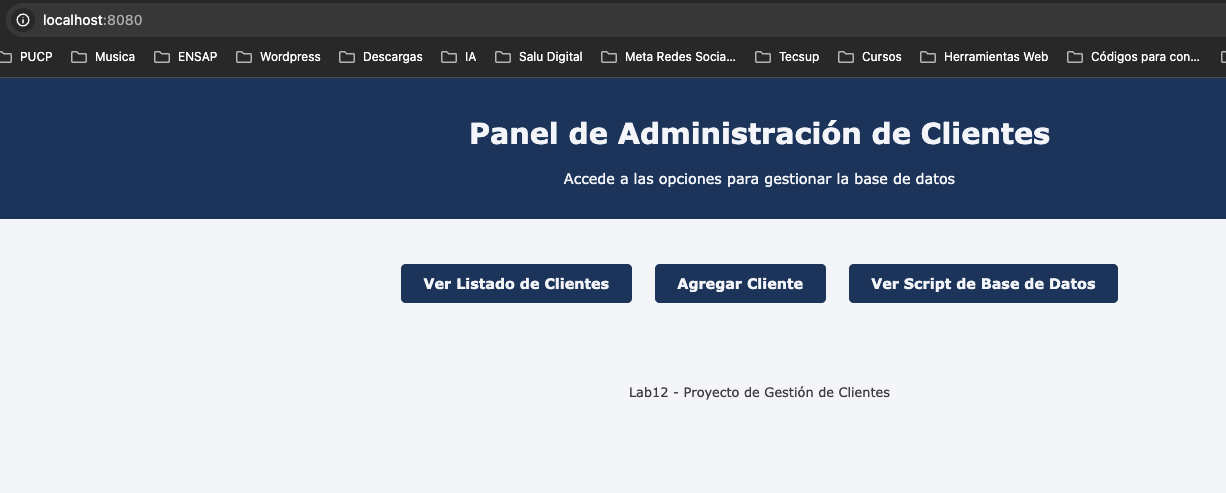 localhost:8080
PUCP Musica ENSAP Wordpress Descargas IA Salu Digital Meta Redes Socia... Tecsup Cursos Herramientas Web Códigos para con...
Panel de Administración de Clientes
Accede a las opciones para gestionar la base de datos
Ver Listado de Clientes Agregar Cliente Ver Script de Base de Datos
Lab12 - Proyecto de Gestión de Clientes